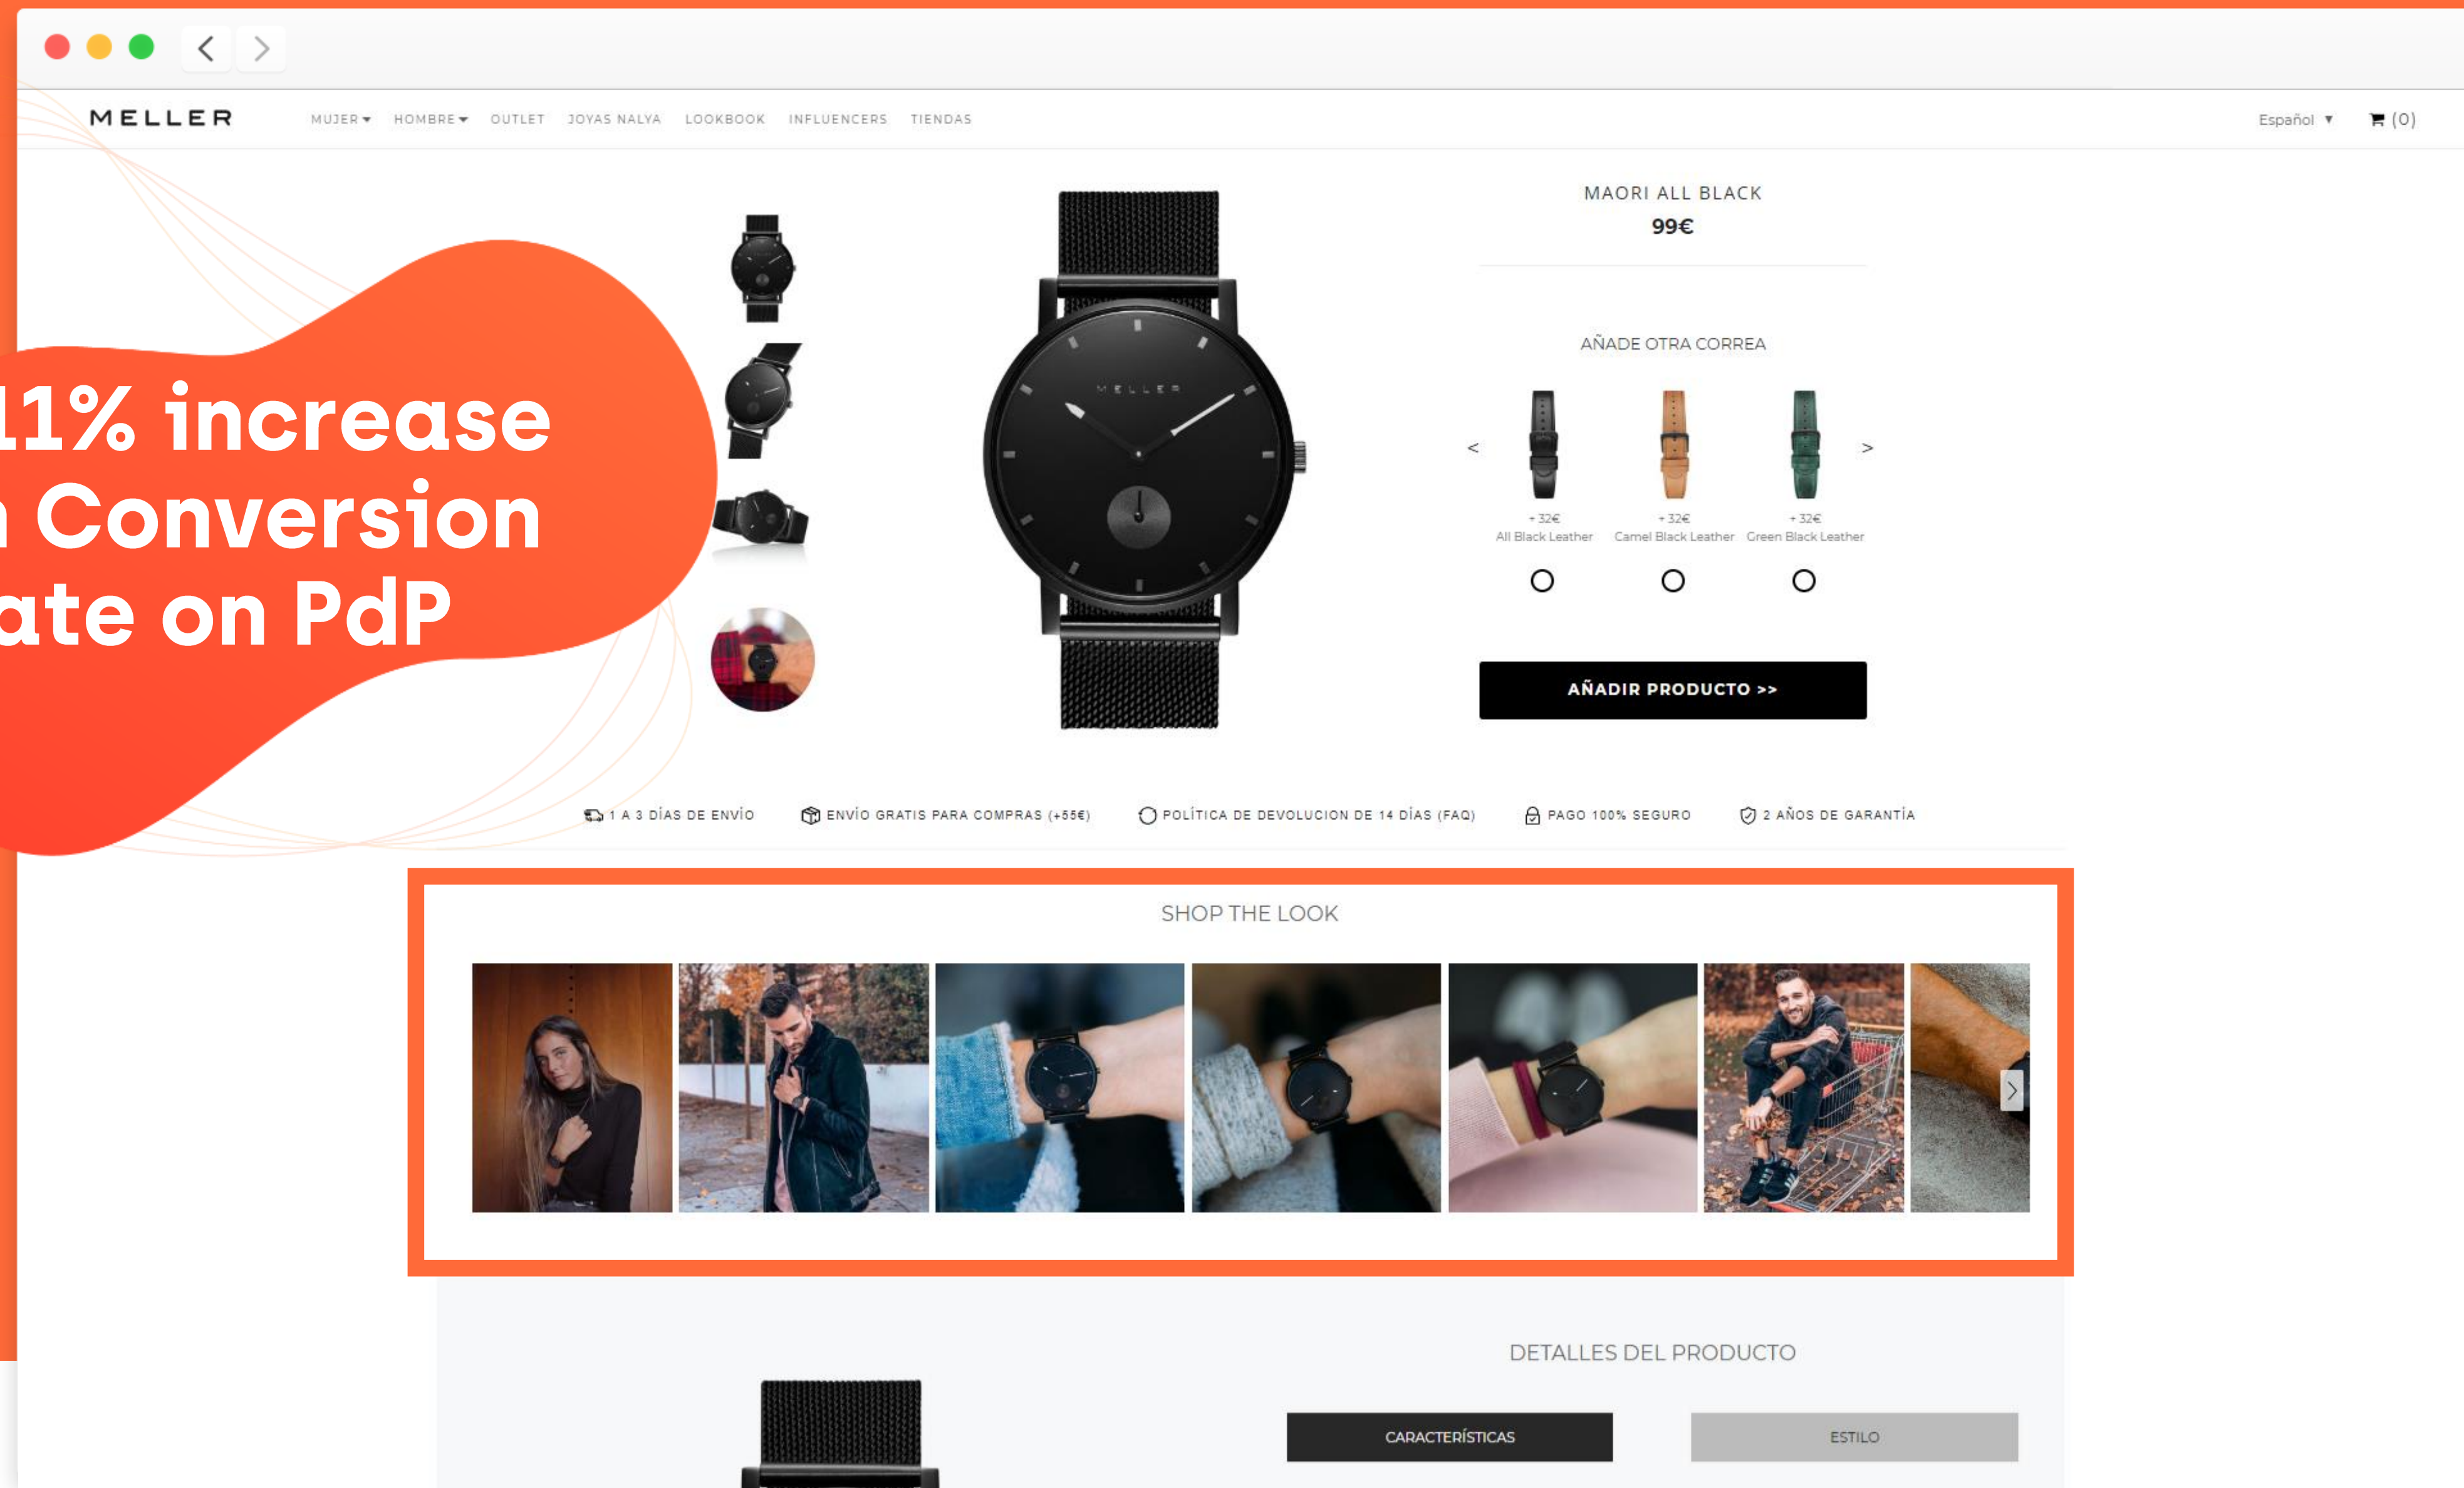 MELLER
MUJER HOMBRE OUTLET JOYAS NALYA LOOKBOOK INFLUENCERS TIENDAS
Español (0)
11% increase
Conversion
ate on PdP
MELLER
MAORI ALL BLACK
99€
AÑADE OTRA CORREA
< >
+ 32€ + 32€ + 32€
All Black Leather Camel Black Leather Green Black Leather
AÑADIR PRODUCTO >>
1 A 3 DÍAS DE ENVÍO ENVÍO GRATIS PARA COMPRAS (+55€) POLÍTICA DE DEVOLUCION DE 14 DÍAS (FAQ) PAGO 100% SEGURO 2 AÑOS DE GARANTÍA
SHOP THE LOOK
DETALLES DEL PRODUCTO
CARACTERÍSTICAS ESTILO